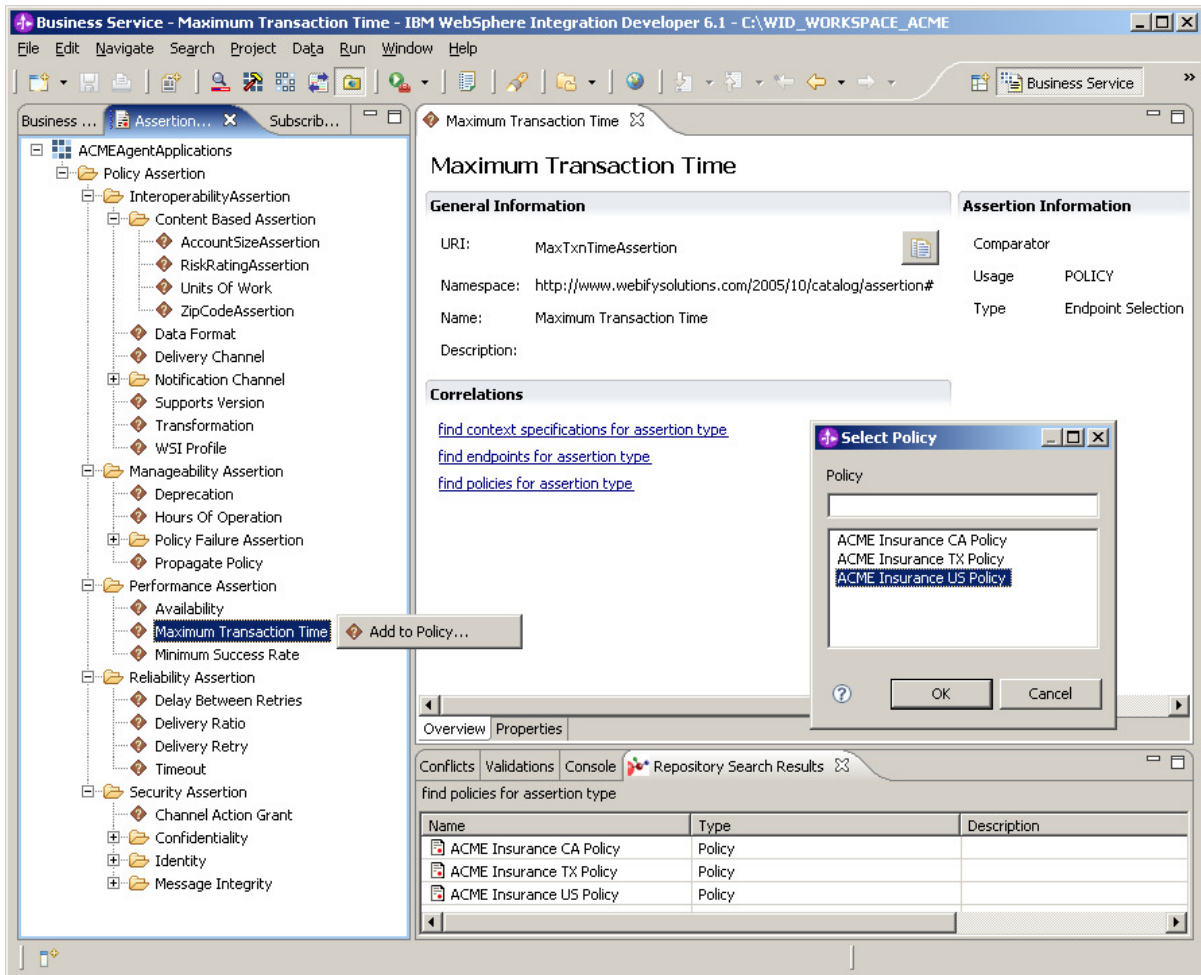 Business Service - Maximum Transaction Time - IBM WebSphere Integration Developer 6.1 - C:\WID_WORKSPACE_ACME
File Edit Navigate Search Project Data Run Window Help
Business Service
»
Business ... Assertion... Subscrib...
ACMEAgentApplications
Policy Assertion
InteroperabilityAssertion
Content Based Assertion
AccountSizeAssertion
RiskRatingAssertion
Units Of Work
ZipCodeAssertion
Data Format
Delivery Channel
Notification Channel
Supports Version
Transformation
WSI Profile
Manageability Assertion
Deprecation
Hours Of Operation
Policy Failure Assertion
Propagate Policy
Performance Assertion
Availability
Maximum Transaction Time
Minimum Success Rate
Reliability Assertion
Delay Between Retries
Delivery Ratio
Delivery Retry
Timeout
Security Assertion
Channel Action Grant
Confidentiality
Identity
Message Integrity
Add to Policy...
Maximum Transaction Time
Maximum Transaction Time
General Information
URI: MaxTxnTimeAssertion
Namespace: http://www.webifysolutions.com/2005/10/catalog/assertion#
Name: Maximum Transaction Time
Description:
Assertion Information
Comparator
Usage POLICY
Type Endpoint Selection
Correlations
find context specifications for assertion type
find endpoints for assertion type
find policies for assertion type
Select Policy
Policy
ACME Insurance CA Policy
ACME Insurance TX Policy
ACME Insurance US Policy
? OK Cancel
Overview Properties
Conflicts Validations Console Repository Search Results
find policies for assertion type
Name Type Description
ACME Insurance CA Policy Policy
ACME Insurance TX Policy Policy
ACME Insurance US Policy Policy